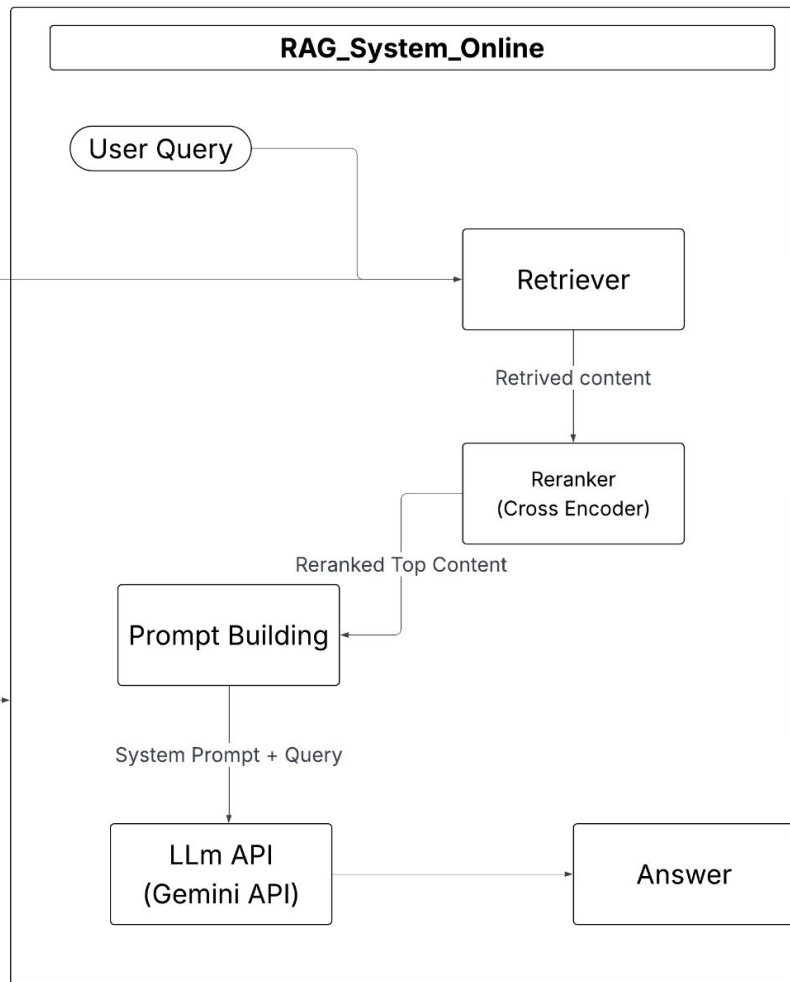 RAG_System_Online
User Query
Retriever
Retrived content
Reranker
(Cross Encoder)
Reranked Top Content
Prompt Building
System Prompt + Query
LLm API
(Gemini API)
Answer